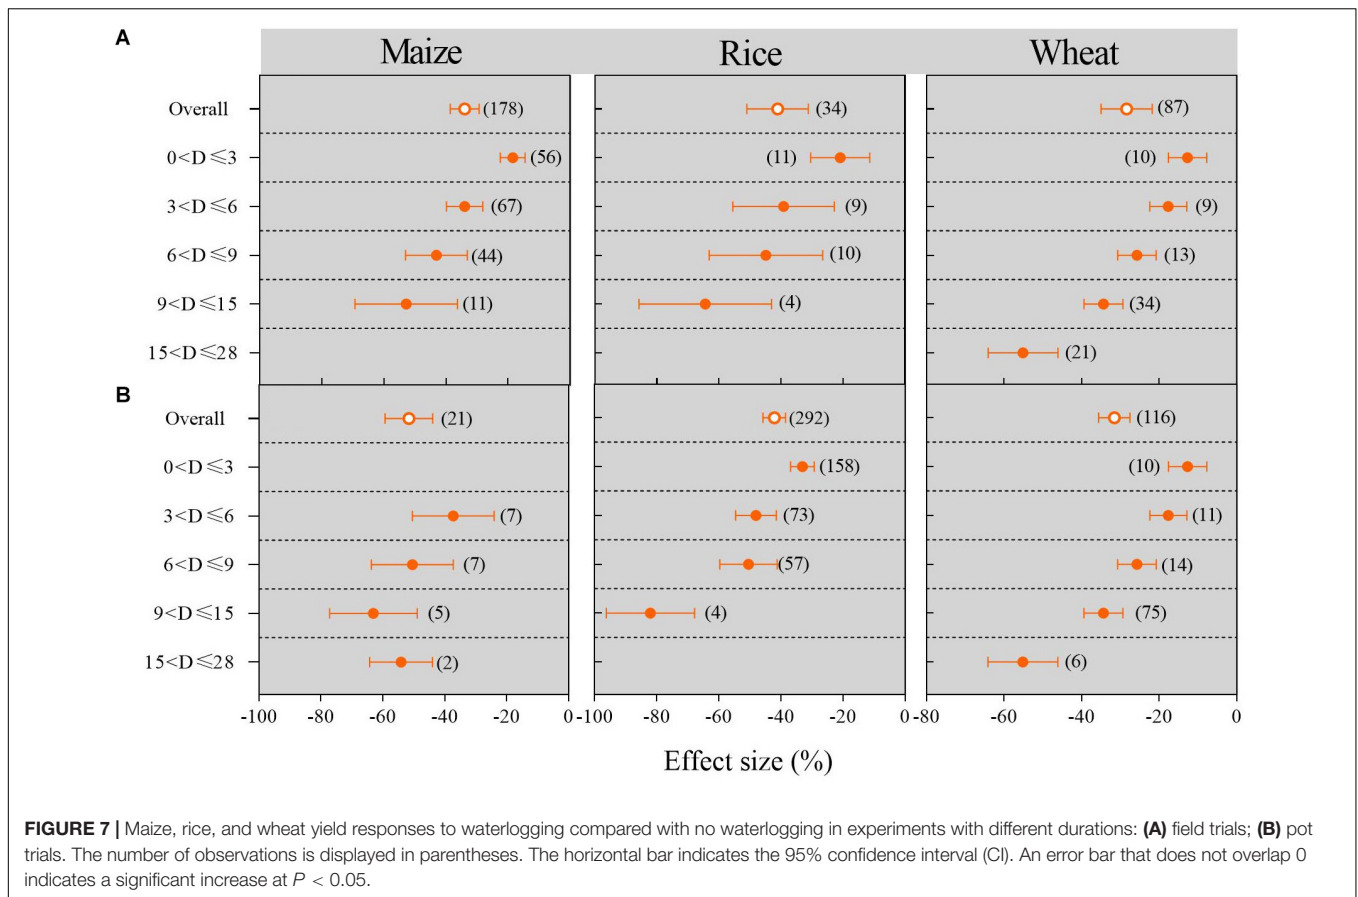 A
Maize Rice Wheat
Overall (178) (34) (87)
0<D≤3 (56) (11) (10)
3<D≤6 (67) (9) (9)
6<D≤9 (44) (10) (13)
9<D≤15 (11) (4) (34)
15<D≤28 (21)
B
Overall (21) (292) (116)
0<D≤3 (158) (10)
3<D≤6 (7) (73) (11)
6<D≤9 (7) (57) (14)
9<D≤15 (5) (4) (75)
15<D≤28 (2) (6)
-100 -80 -60 -40 -20 0 -100 -80 -60 -40 -20 0 -80 -60 -40 -20 0
Effect size (%)
FIGURE 7 | Maize, rice, and wheat yield responses to waterlogging compared with no waterlogging in experiments with different durations: (A) field trials; (B) pot
trials. The number of observations is displayed in parentheses. The horizontal bar indicates the 95% confidence interval (CI). An error bar that does not overlap 0
indicates a significant increase at P < 0.05.